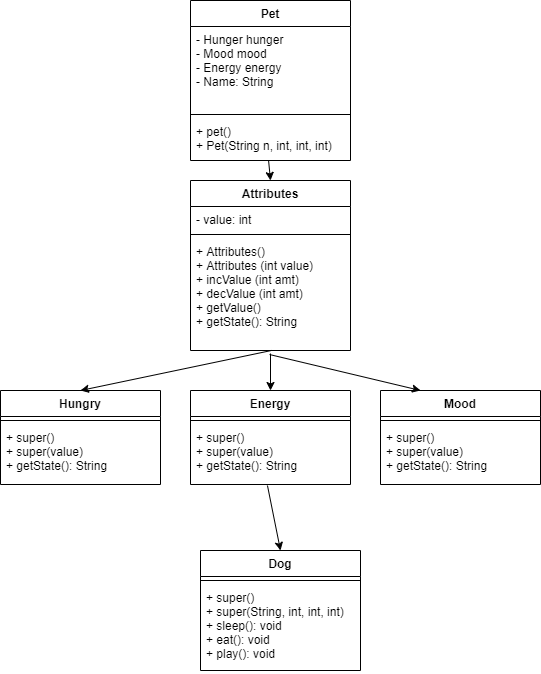 Pet
- Hunger hunger
- Mood mood
- Energy energy
- Name: String
+ pet()
+ Pet(String n, int, int, int)
Attributes
- value: int
+ Attributes()
+ Attributes (int value)
+ incValue (int amt)
+ decValue (int amt)
+ getValue()
+ getState(): String
Hungry
+ super()
+ super(value)
+ getState(): String
Energy
+ super()
+ super(value)
+ getState(): String
Mood
+ super()
+ super(value)
+ getState(): String
Dog
+ super()
+ super(String, int, int, int)
+ sleep(): void
+ eat(): void
+ play(): void